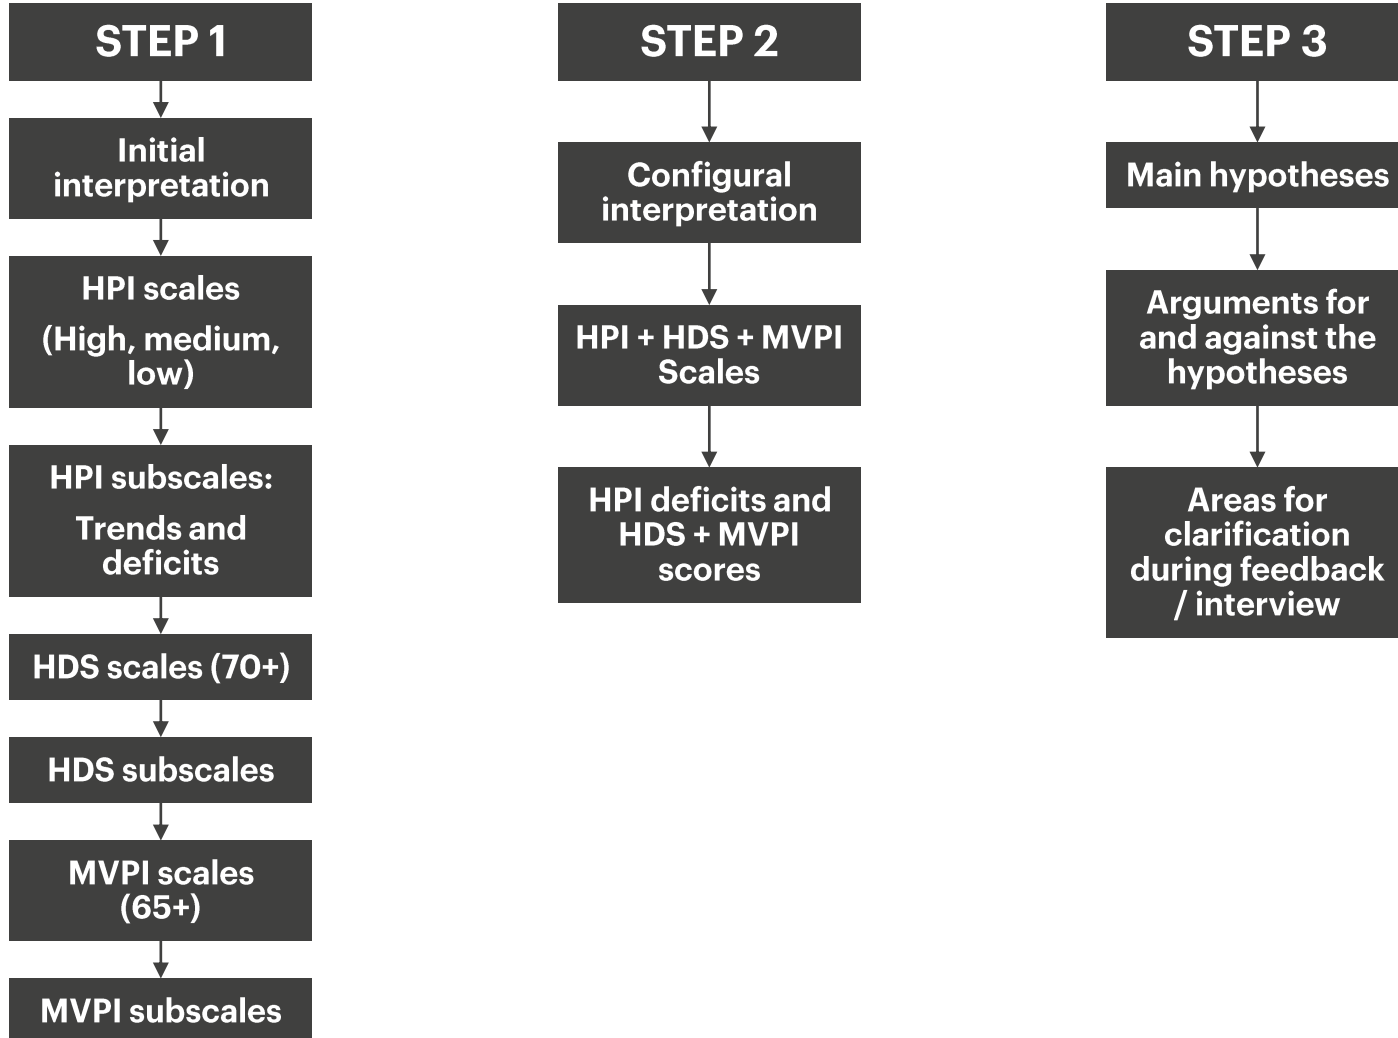 STEP 1
Initial
interpretation
HPI scales
(High, medium,
low)
HPI subscales:
Trends and
deficits
HDS scales (70+)
HDS subscales
MVPI scales
(65+)
MVPI subscales
STEP 2
Configural
interpretation
HPI + HDS + MVPI
Scales
HPI deficits and
HDS + MVPI
scores
STEP 3
Main hypotheses
Arguments for
and against the
hypotheses
Areas for
clarification
during feedback
/ interview